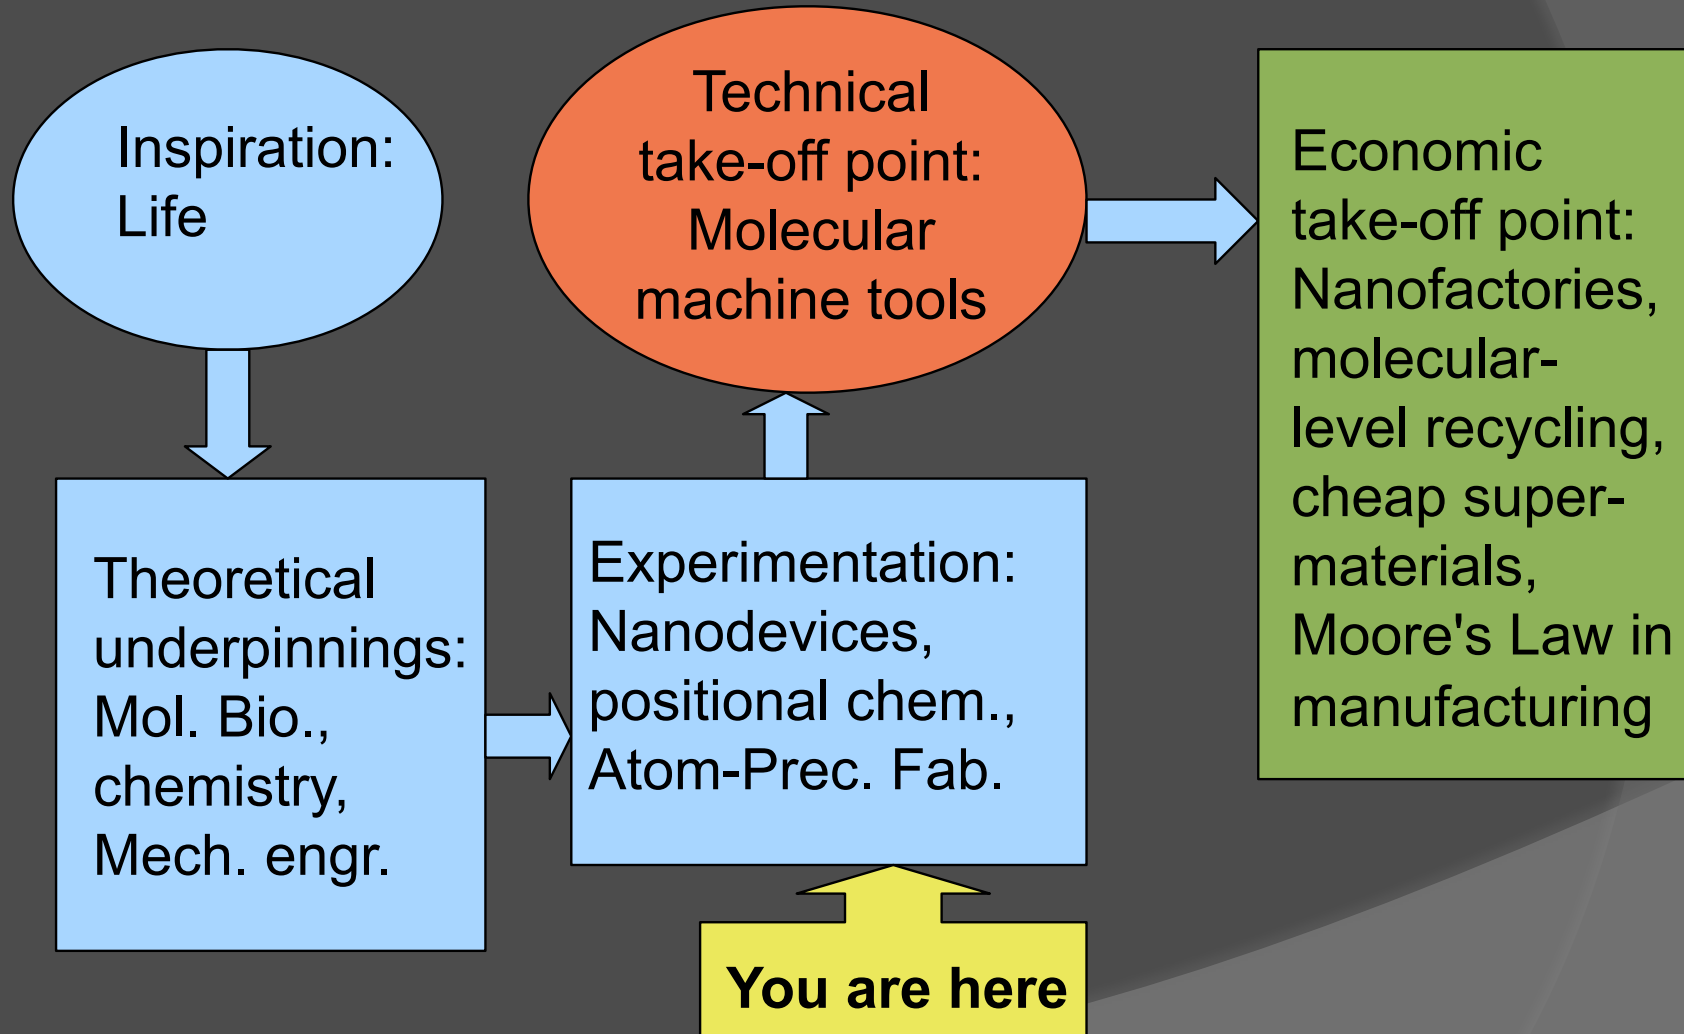 Inspiration:
Life
Theoretical
underpinnings:
Mol. Bio.,
chemistry,
Mech. engr.
Experimentation:
Nanodevices,
positional chem.,
Atom-Prec. Fab.
You are here
Technical
take-off point:
Molecular
machine tools
Economic
take-off point:
Nanofactories,
molecular-
level recycling,
cheap super-
materials,
Moore's Law in
manufacturing